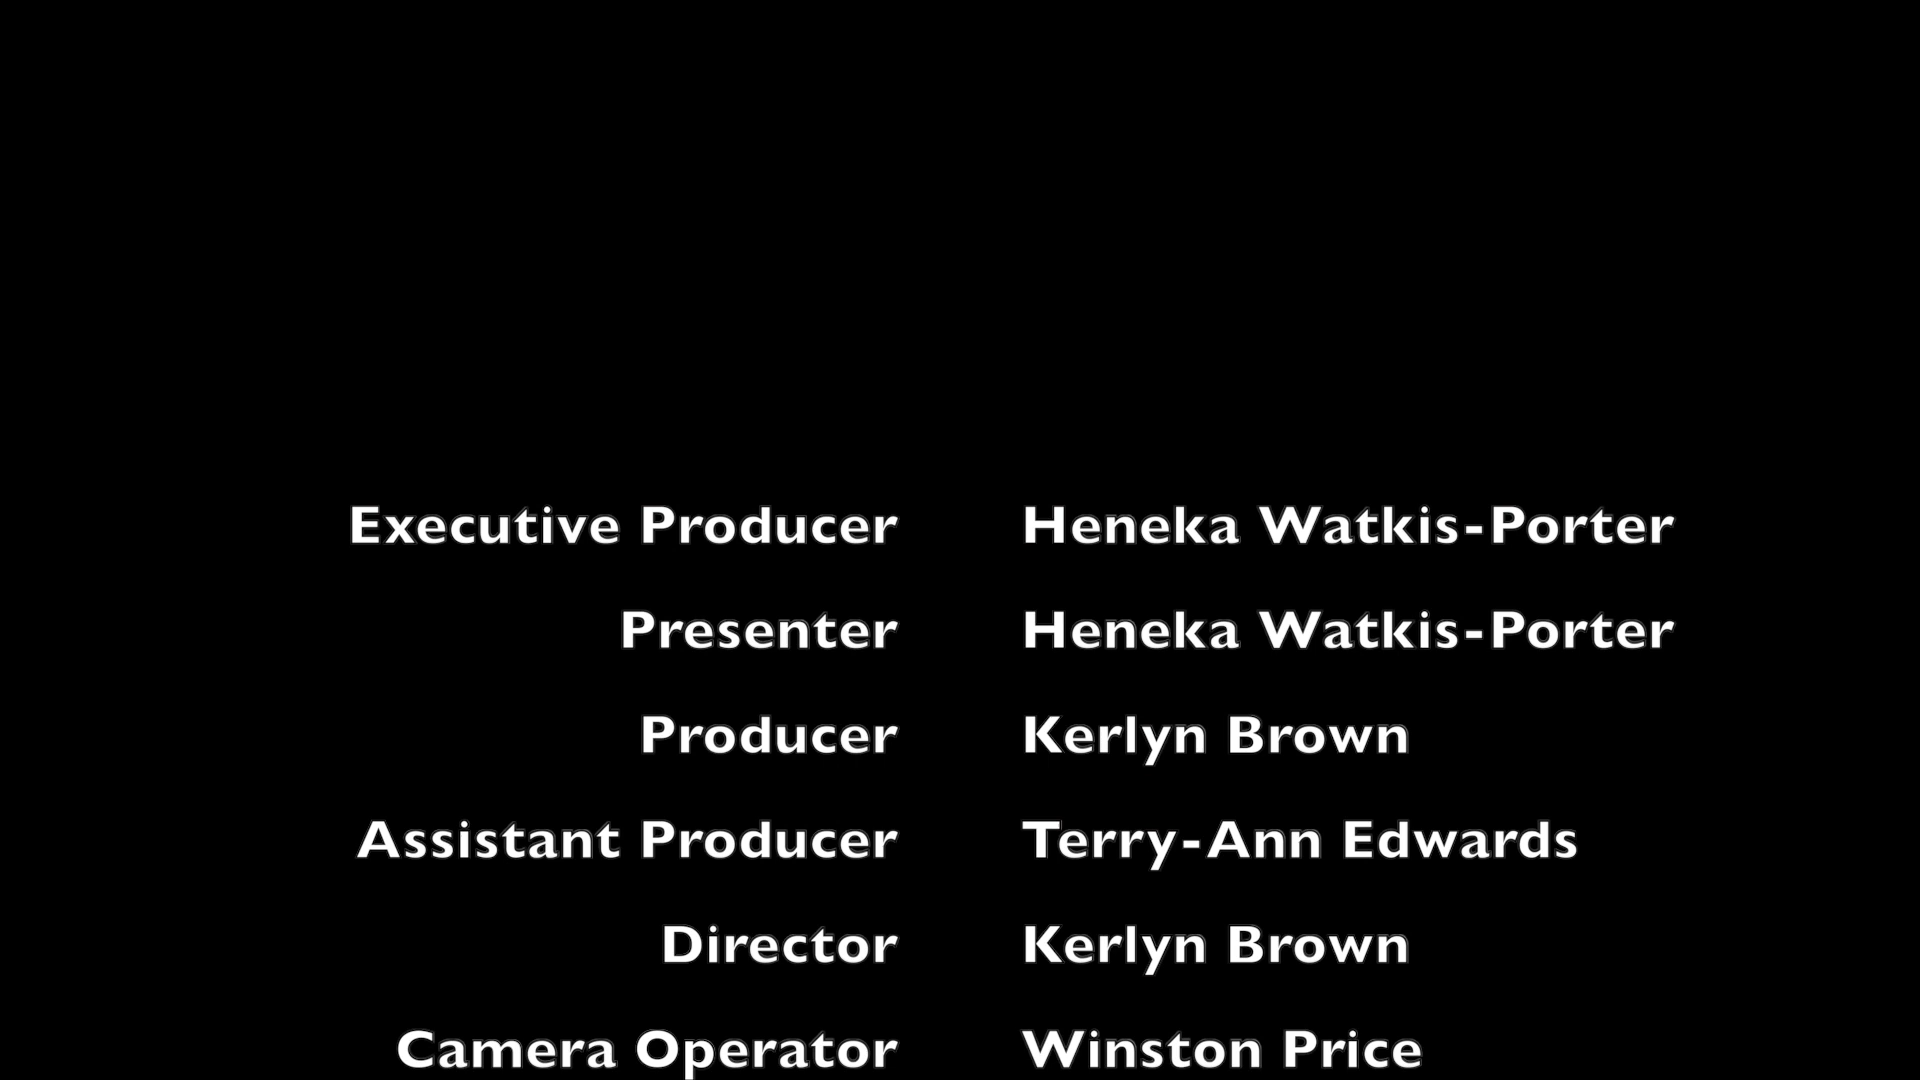 Executive Producer Heneka Watkis-Porter
Presenter Heneka Watkis-Porter
Producer Kerlyn Brown
Assistant Producer Terry-Ann Edwards
Director Kerlyn Brown
Camera Operator Winston Price